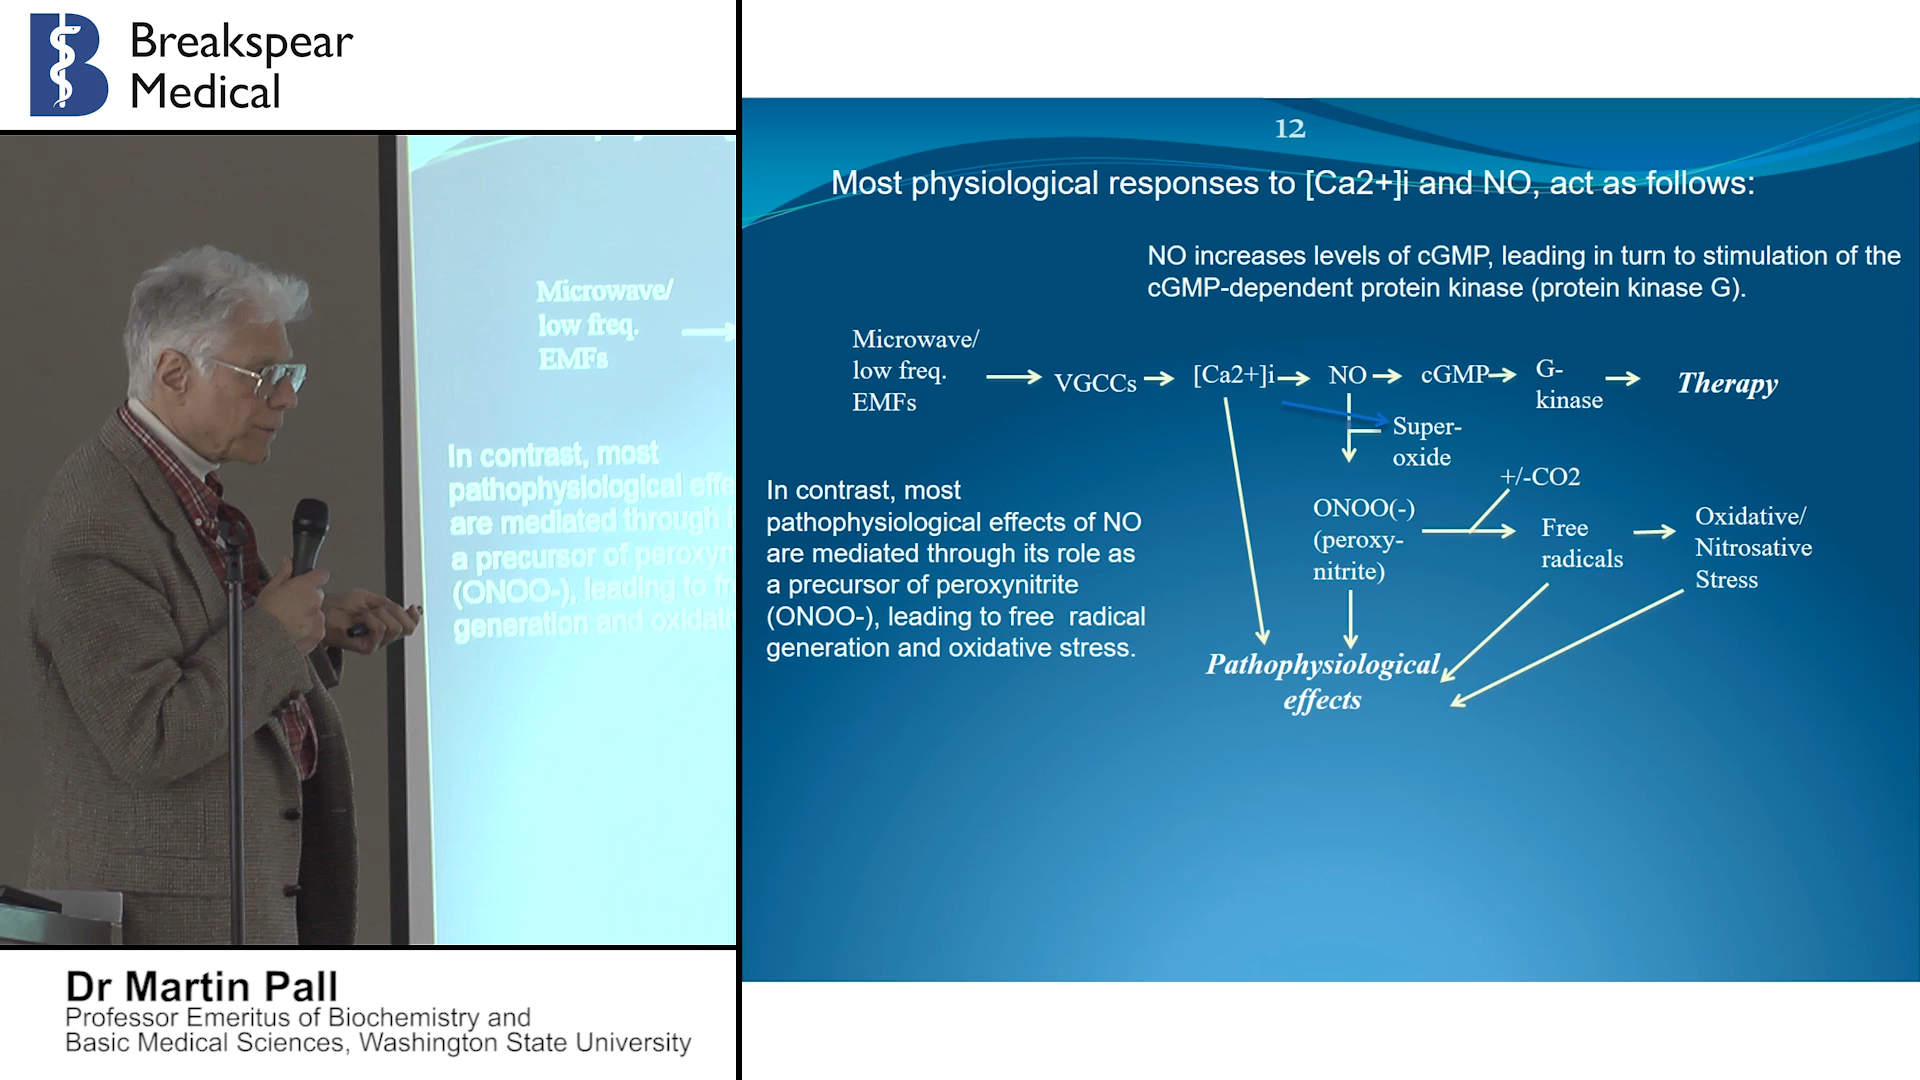 Breakspear
Medical
Microwave/
low freq.
EMFs
In contrast, most
pathophysiological effe
are mediated through i
a precursor of peroxyn
(ONOO-), leading to fr
generation and oxidati
Dr Martin Pall
Professor Emeritus of Biochemistry and
Basic Medical Sciences, Washington State University
12
Most physiological responses to [Ca2+]i and NO, act as follows:
NO increases levels of cGMP, leading in turn to stimulation of the
cGMP-dependent protein kinase (protein kinase G).
Microwave/
low freq.
EMFs
VGCCs
[Ca2+]i
NO
cGMP
G-
kinase
Therapy
Super-
oxide
+/-CO2
In contrast, most
pathophysiological effects of NO
are mediated through its role as
a precursor of peroxynitrite
(ONOO-), leading to free  radical
generation and oxidative stress.
ONOO(-)
(peroxy-
nitrite)
Free
radicals
Oxidative/
Nitrosative
Stress
Pathophysiological
effects